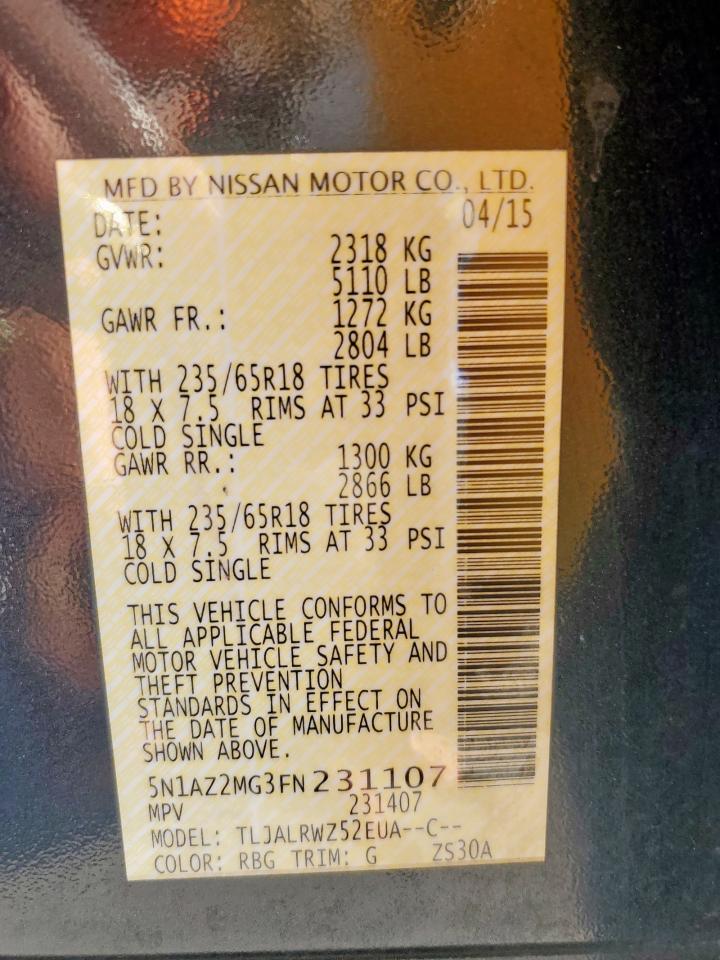 MFD BY NISSAN MOTOR CO., LTD.
DATE: 04/15
GVWR: 2318 KG
5110 LB
GAWR FR.: 1272 KG
2804 LB
WITH 235/65R18 TIRES
18 X 7.5 RIMS AT 33 PSI
COLD SINGLE
GAWR RR.: 1300 KG
2866 LB
WITH 235/65R18 TIRES
18 X 7.5 RIMS AT 33 PSI
COLD SINGLE
THIS VEHICLE CONFORMS TO
ALL APPLICABLE FEDERAL
MOTOR VEHICLE SAFETY AND
THEFT PREVENTION
STANDARDS IN EFFECT ON
THE DATE OF MANUFACTURE
SHOWN ABOVE.
5N1AZ2MG3FN231107
MPV 231407
MODEL: TLJALRWZ52EUA--C--
COLOR: RBG TRIM: G ZS30A